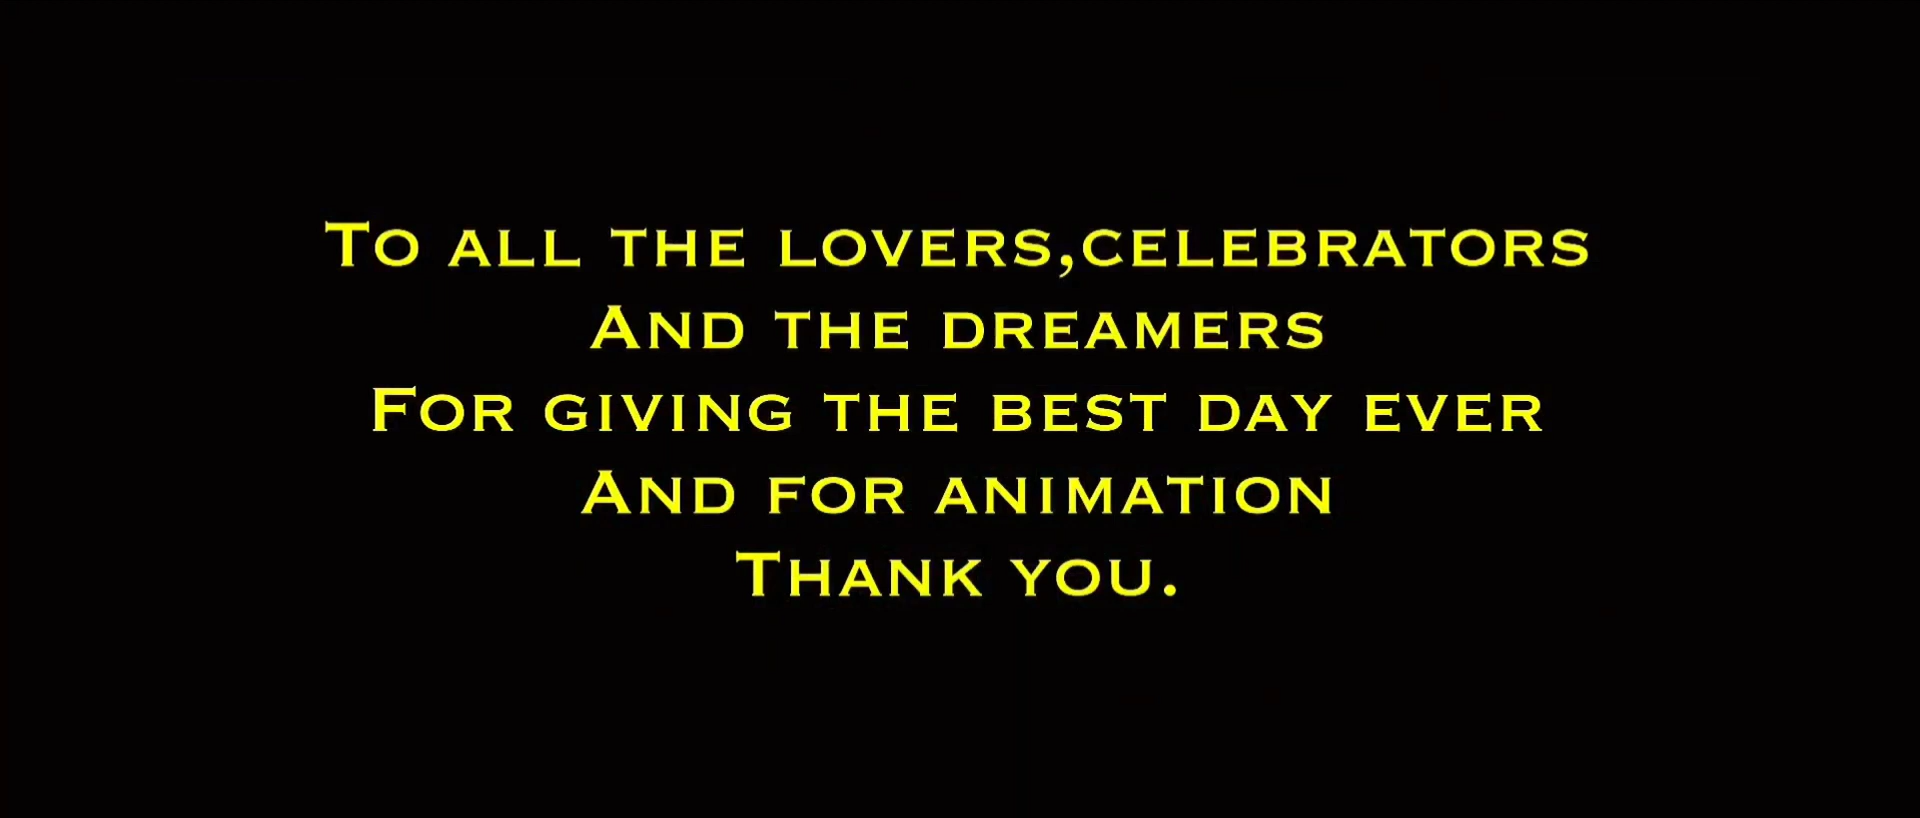 To all the lovers,celebrators
And the dreamers
For giving the best day ever
And for animation
Thank you.